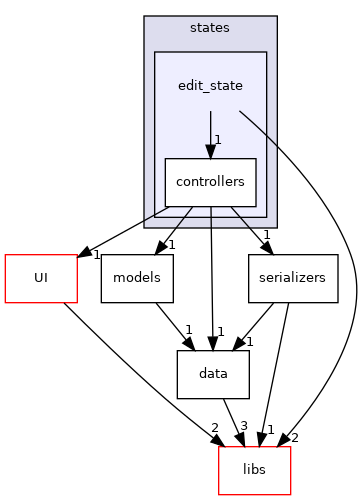 states
edit_state
1
controllers
1
1
1
UI
models
serializers
1
1
1
data
2
3
1
2
libs